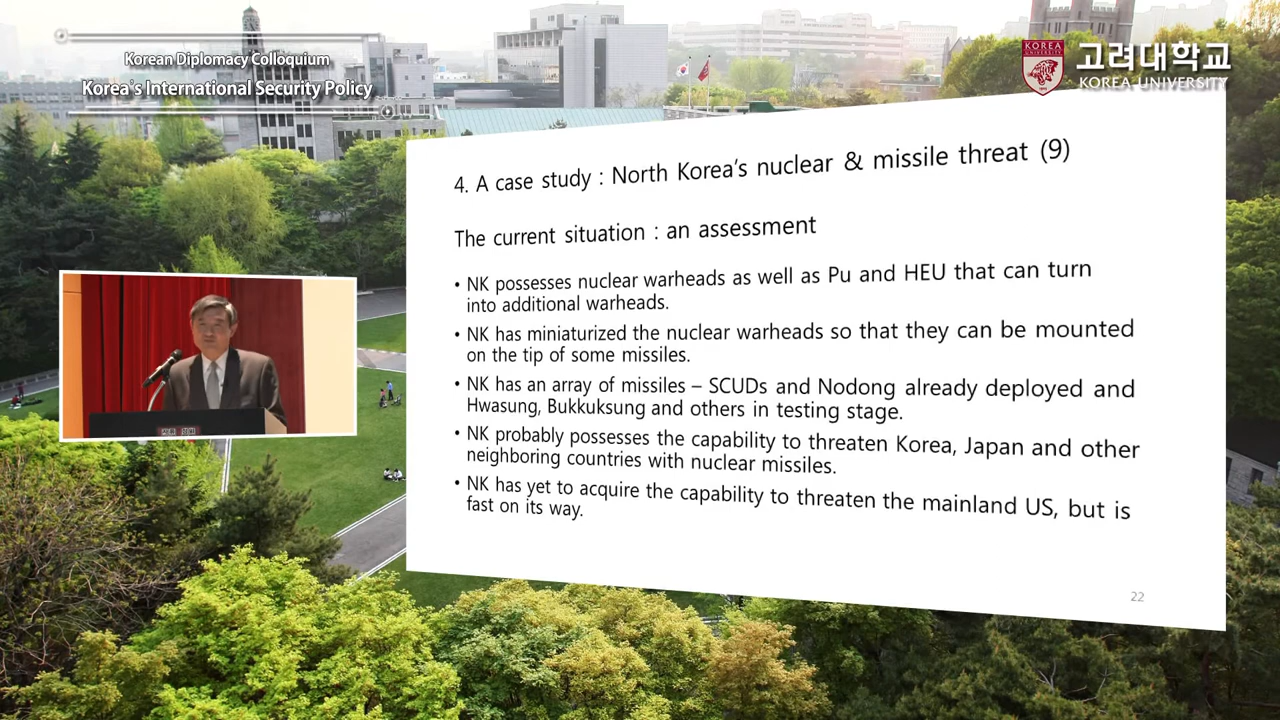 Korean Diplomacy Colloquium
Korea's International Security Policy
KOREA
고려대학교
KOREA UNIVERSITY
4. A case study : North Korea's nuclear & missile threat (9)
The current situation : an assessment
• NK possesses nuclear warheads as well as Pu and HEU that can turn
into additional warheads.
• NK has miniaturized the nuclear warheads so that they can be mounted
on the tip of some missiles.
• NK has an array of missiles – SCUDs and Nodong already deployed and
Hwasung, Bukkuksung and others in testing stage.
• NK probably possesses the capability to threaten Korea, Japan and other
neighboring countries with nuclear missiles.
• NK has yet to acquire the capability to threaten the mainland US, but is
fast on its way.
22